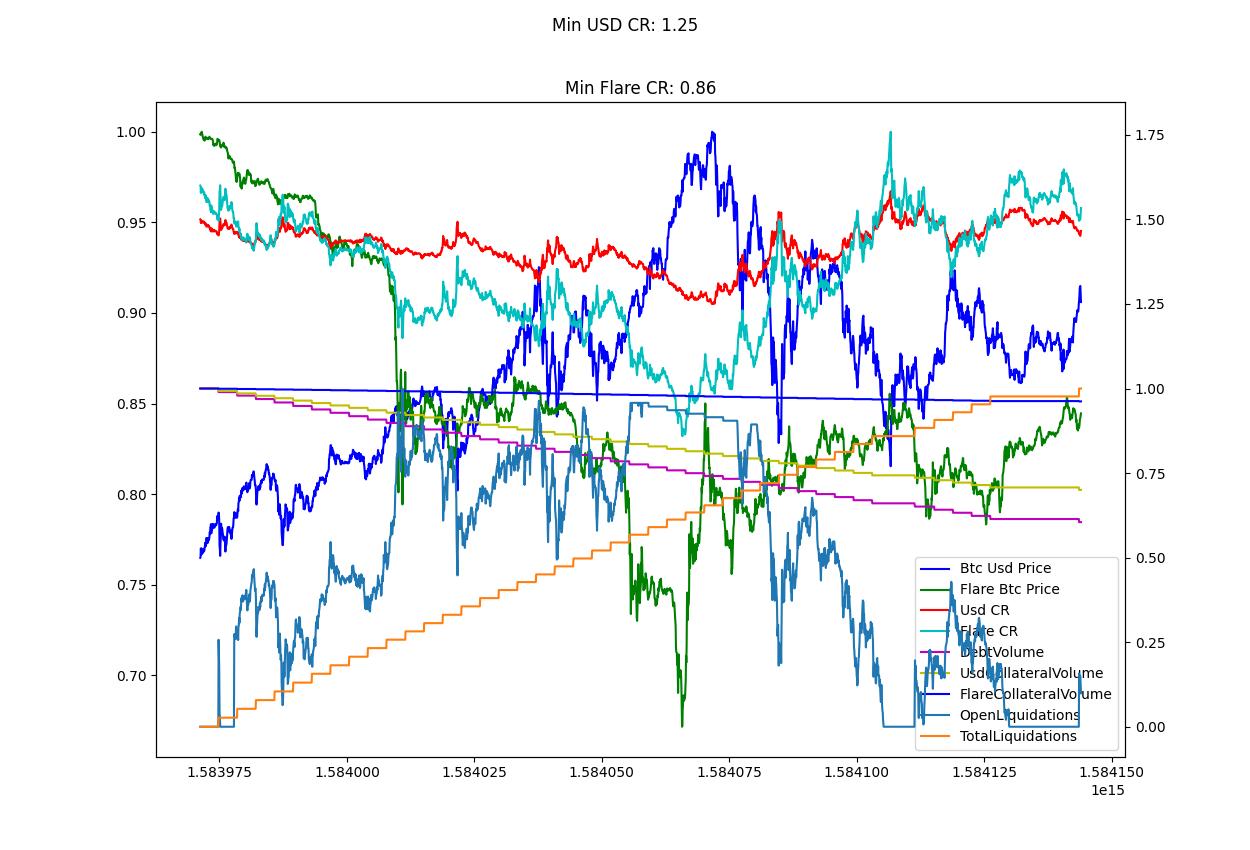 Min USD CR: 1.25
Min Flare CR: 0.86
1.00
0.95
0.90
0.85
0.80
0.75
0.70
1.75
1.50
1.25
1.00
0.75
0.50
0.25
0.00
Btc Usd Price
Flare Btc Price
Usd CR
Flare CR
DebtVolume
UsdCollateralVolume
FlareCollateralVolume
OpenLiquidations
TotalLiquidations
1.583975 1.584000 1.584025 1.584050 1.584075 1.584100 1.584125 1.584150
1e15